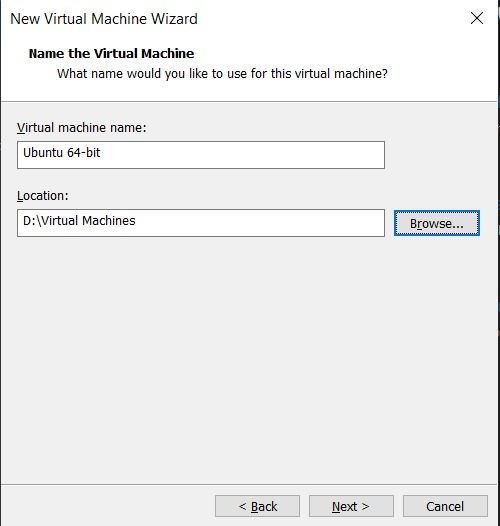 New Virtual Machine Wizard
Name the Virtual Machine
What name would you like to use for this virtual machine?
Virtual machine name:
Ubuntu 64-bit
Location:
D:\Virtual Machines
Browse...
< Back
Next >
Cancel